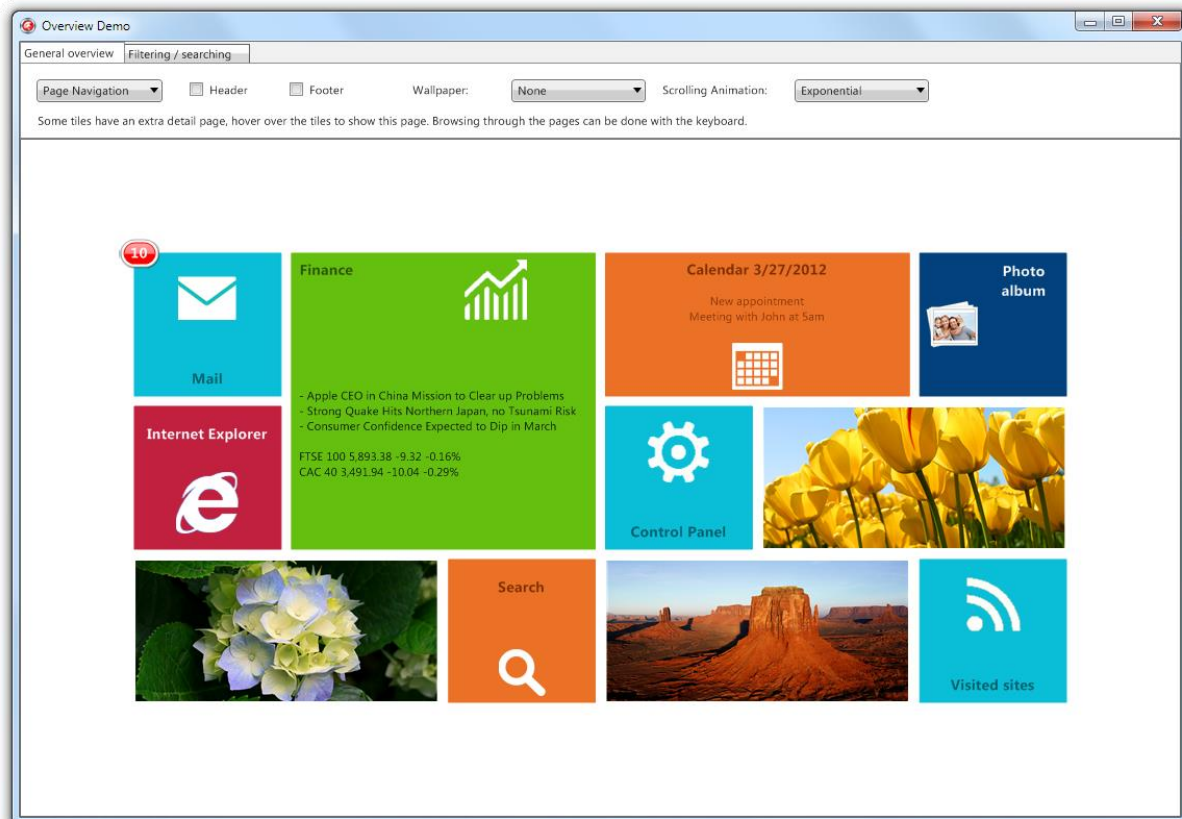 Overview Demo
General overview
Filtering / searching
Page Navigation
Header
Footer
Wallpaper:
None
Scrolling Animation:
Exponential
Some tiles have an extra detail page, hover over the tiles to show this page. Browsing through the pages can be done with the keyboard.
10
Mail
Finance
- Apple CEO in China Mission to Clear up Problems
- Strong Quake Hits Northern Japan, no Tsunami Risk
- Consumer Confidence Expected to Dip in March
FTSE 100 5,893.38 -9.32 -0.16%
CAC 40 3,491.94 -10.04 -0.29%
Calendar 3/27/2012
New appointment
Meeting with John at 5am
Photo
album
Internet Explorer
Control Panel
Search
Visited sites